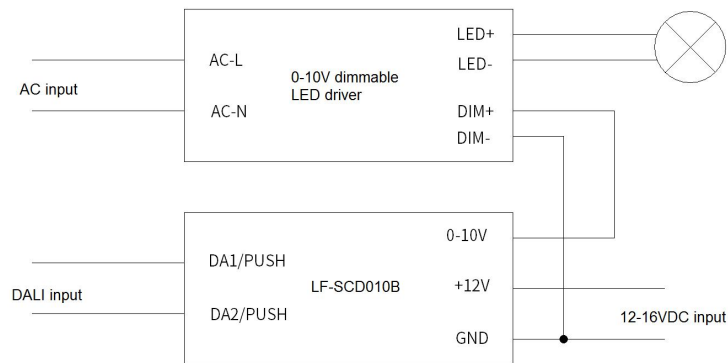 LED+
AC-L
LED-
0-10V dimmable
LED driver
AC input
AC-N
DIM+
DIM-
0-10V
DA1/PUSH
LF-SCD010B
+12V
DALI input
DA2/PUSH
12-16VDC input
GND